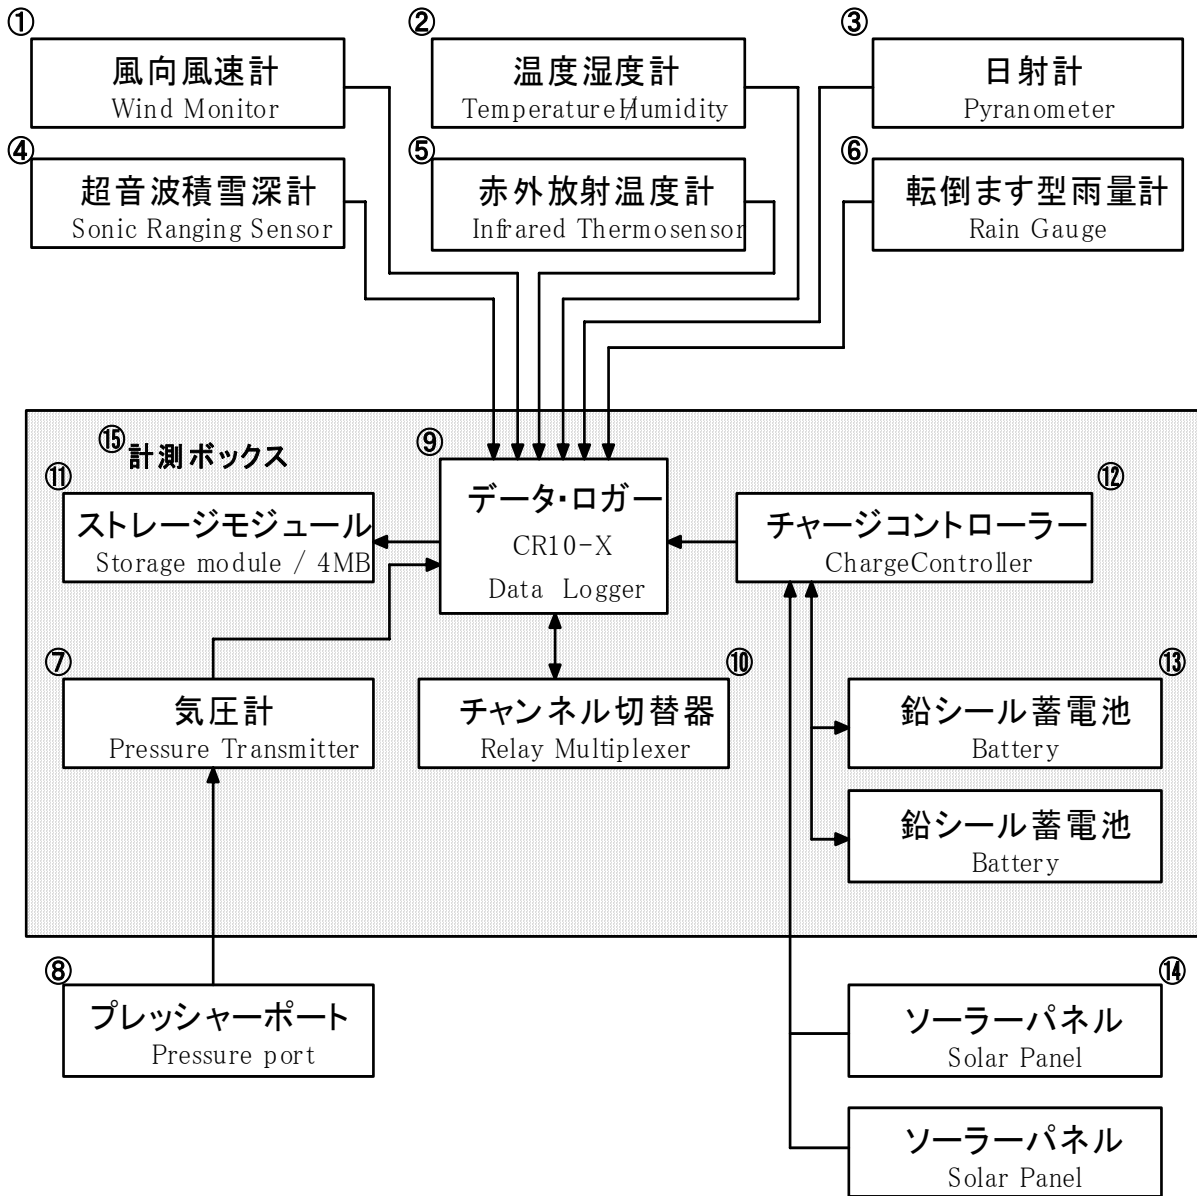 ①
風向風速計
Wind Monitor
②
温度湿度計
Temperature/Humidity
③
日射計
Pyranometer
④
超音波積雪深計
Sonic Ranging Sensor
⑤
赤外放射温度計
Infrared Thermosensor
⑥
転倒ます型雨量計
Rain Gauge
⑮
計測ボックス
⑪
ストレージモジュール
Storage module / 4MB
⑨
データ・ロガー
CR10-X
Data Logger
⑫
チャージコントローラー
ChargeController
⑦
気圧計
Pressure Transmitter
⑩
チャンネル切替器
Relay Multiplexer
⑬
鉛シール蓄電池
Battery
鉛シール蓄電池
Battery
⑧
プレッシャーポート
Pressure port
⑭
ソーラーパネル
Solar Panel
ソーラーパネル
Solar Panel